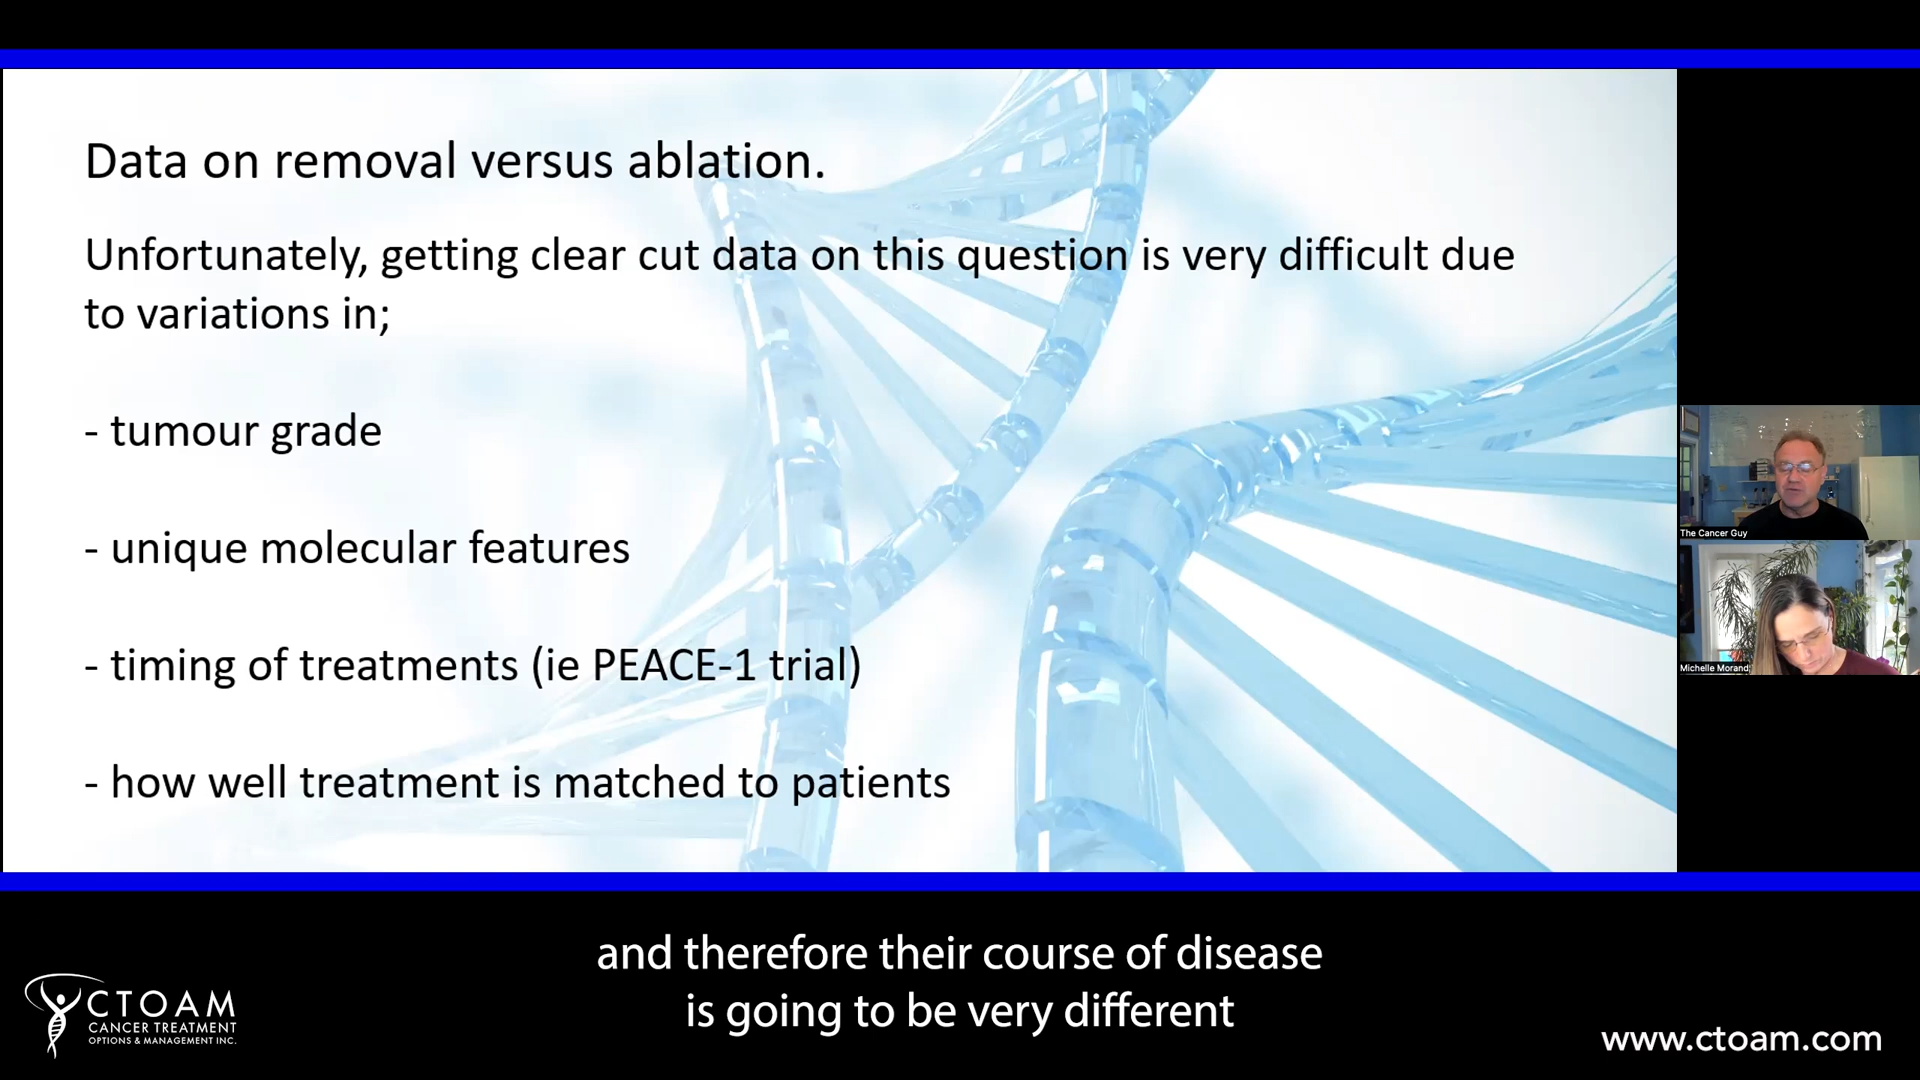 Data on removal versus ablation.
Unfortunately, getting clear cut data on this question is very difficult due
to variations in;
- tumour grade
- unique molecular features
- timing of treatments (ie PEACE-1 trial)
- how well treatment is matched to patients
The Cancer Guy
Michelle Morand
and therefore their course of disease
is going to be very different
CTOAM
CANCER TREATMENT
OPTIONS & MANAGEMENT INC.
www.ctoam.com